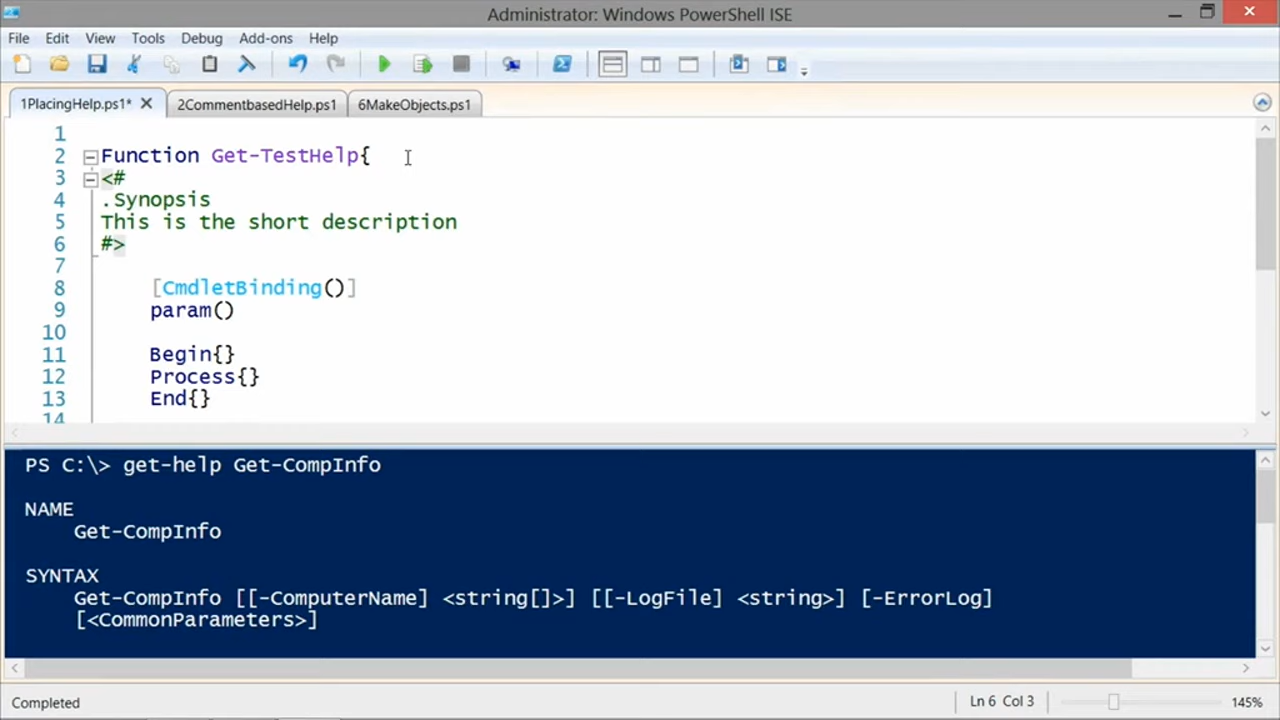 Administrator: Windows PowerShell ISE
File Edit View Tools Debug Add-ons Help
1PlacingHelp.ps1* 2CommentbasedHelp.ps1 6MakeObjects.ps1
1
2 Function Get-TestHelp{
3 <#
4 .Synopsis
5 This is the short description
6 #>
7
8 [CmdletBinding()]
9 param()
10
11 Begin{}
12 Process{}
13 End{}
14
PS C:\> get-help Get-CompInfo
NAME
Get-CompInfo
SYNTAX
Get-CompInfo [[-ComputerName] <string[]>] [[-LogFile] <string>] [-ErrorLog]
[<CommonParameters>]
Completed Ln 6 Col 3 145%